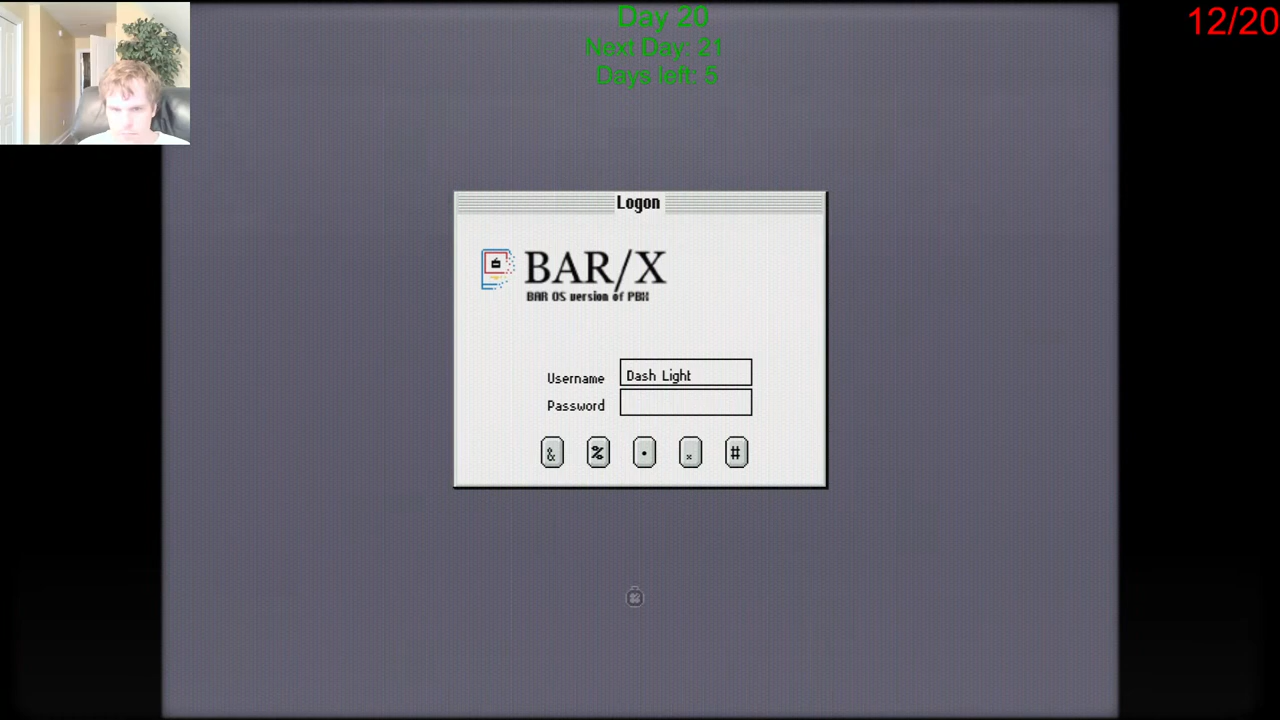 Day 20
Next Day: 21
Days left: 5
12/20
Logon
BAR/X
BAR OS version of PBX
Username Dash Light
Password
& % • × #